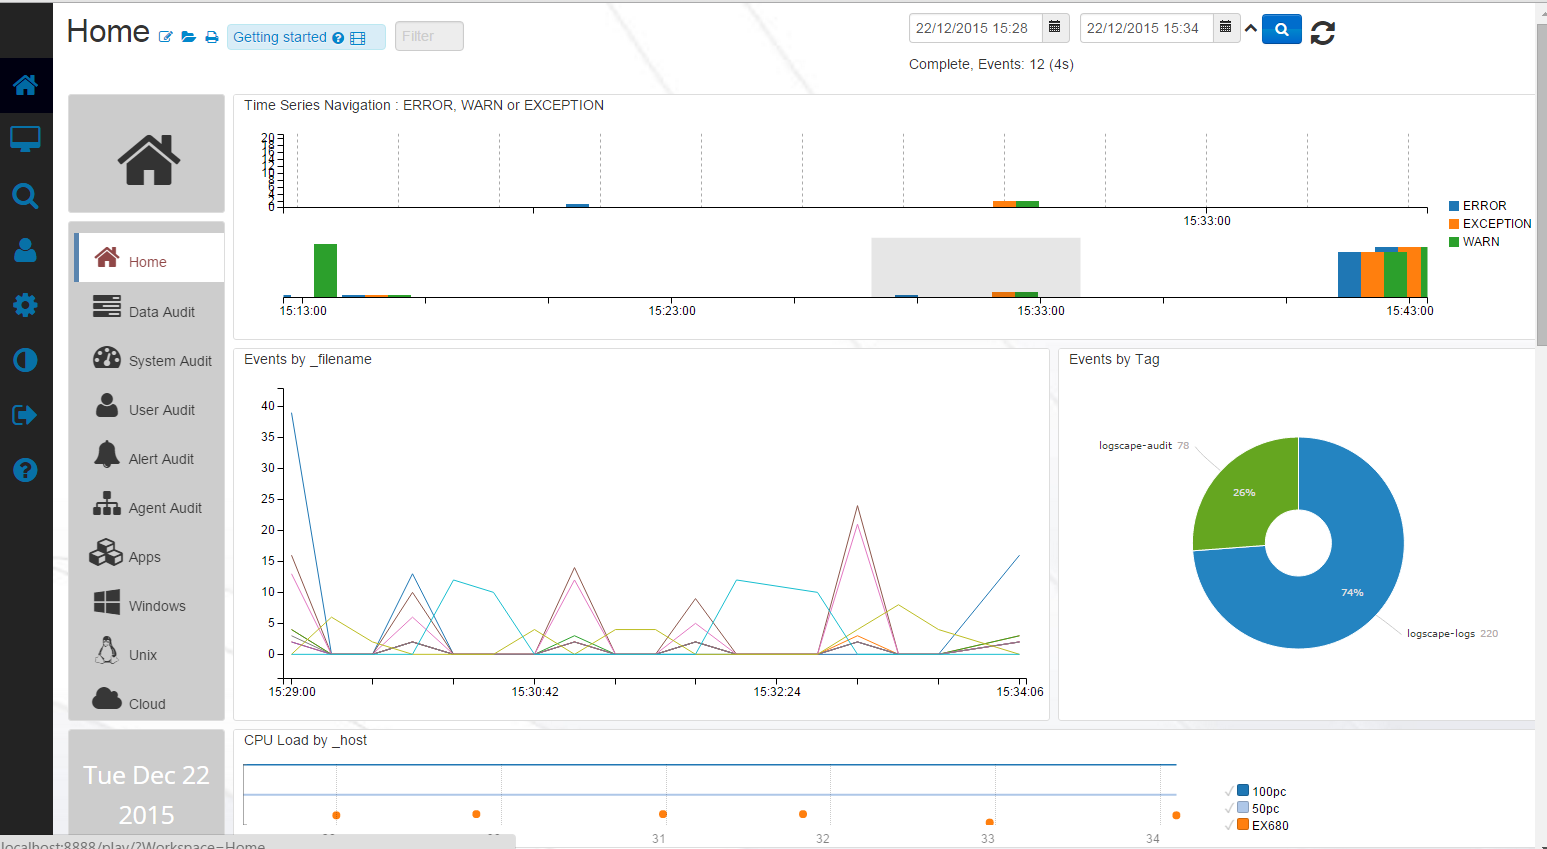 Home
Getting started
Filter
22/12/2015 15:28
22/12/2015 15:34
Complete, Events: 12 (4s)
Time Series Navigation : ERROR, WARN or EXCEPTION
20
18
16
14
12
10
8
6
4
2
0
15:33:00
ERROR
EXCEPTION
WARN
15:13:00
15:23:00
15:33:00
15:43:00
Home
Data Audit
System Audit
User Audit
Alert Audit
Agent Audit
Apps
Windows
Unix
Cloud
Events by _filename
40
35
30
25
20
15
10
5
0
15:29:00
15:30:42
15:32:24
15:34:06
Events by Tag
logscape-audit 78
26%
74%
logscape-logs 220
Tue Dec 22
2015
CPU Load by _host
31
32
33
34
100pc
50pc
EX680
localhost:8888/play/?Workspace=Home